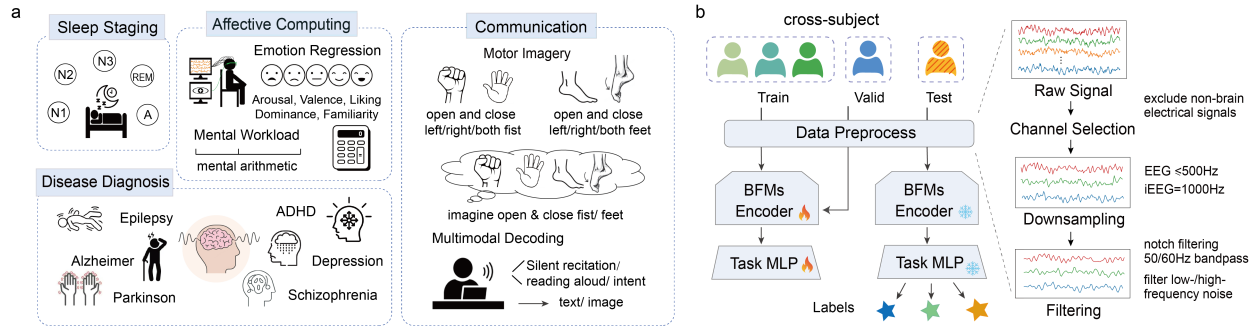 a
Sleep Staging
N1
N2
N3
REM
A
Affective Computing
Emotion Regression
Arousal, Valence, Liking
Dominance, Familiarity
Mental Workload
mental arithmetic
Disease Diagnosis
Epilepsy
ADHD
Alzheimer
Depression
Parkinson
Schizophrenia
Communication
Motor Imagery
open and close
left/right/both fist
open and close
left/right/both feet
imagine open & close fist/ feet
Multimodal Decoding
Silent recitation/
reading aloud/ intent
text/ image
b
cross-subject
Train
Valid
Test
Data Preprocess
BFMs
Encoder
BFMs
Encoder
Task MLP
Task MLP
Labels
Raw Signal
exclude non-brain
electrical signals
Channel Selection
EEG ≤500Hz
iEEG=1000Hz
Downsampling
notch filtering
50/60Hz bandpass
filter low-/high-
frequency noise
Filtering